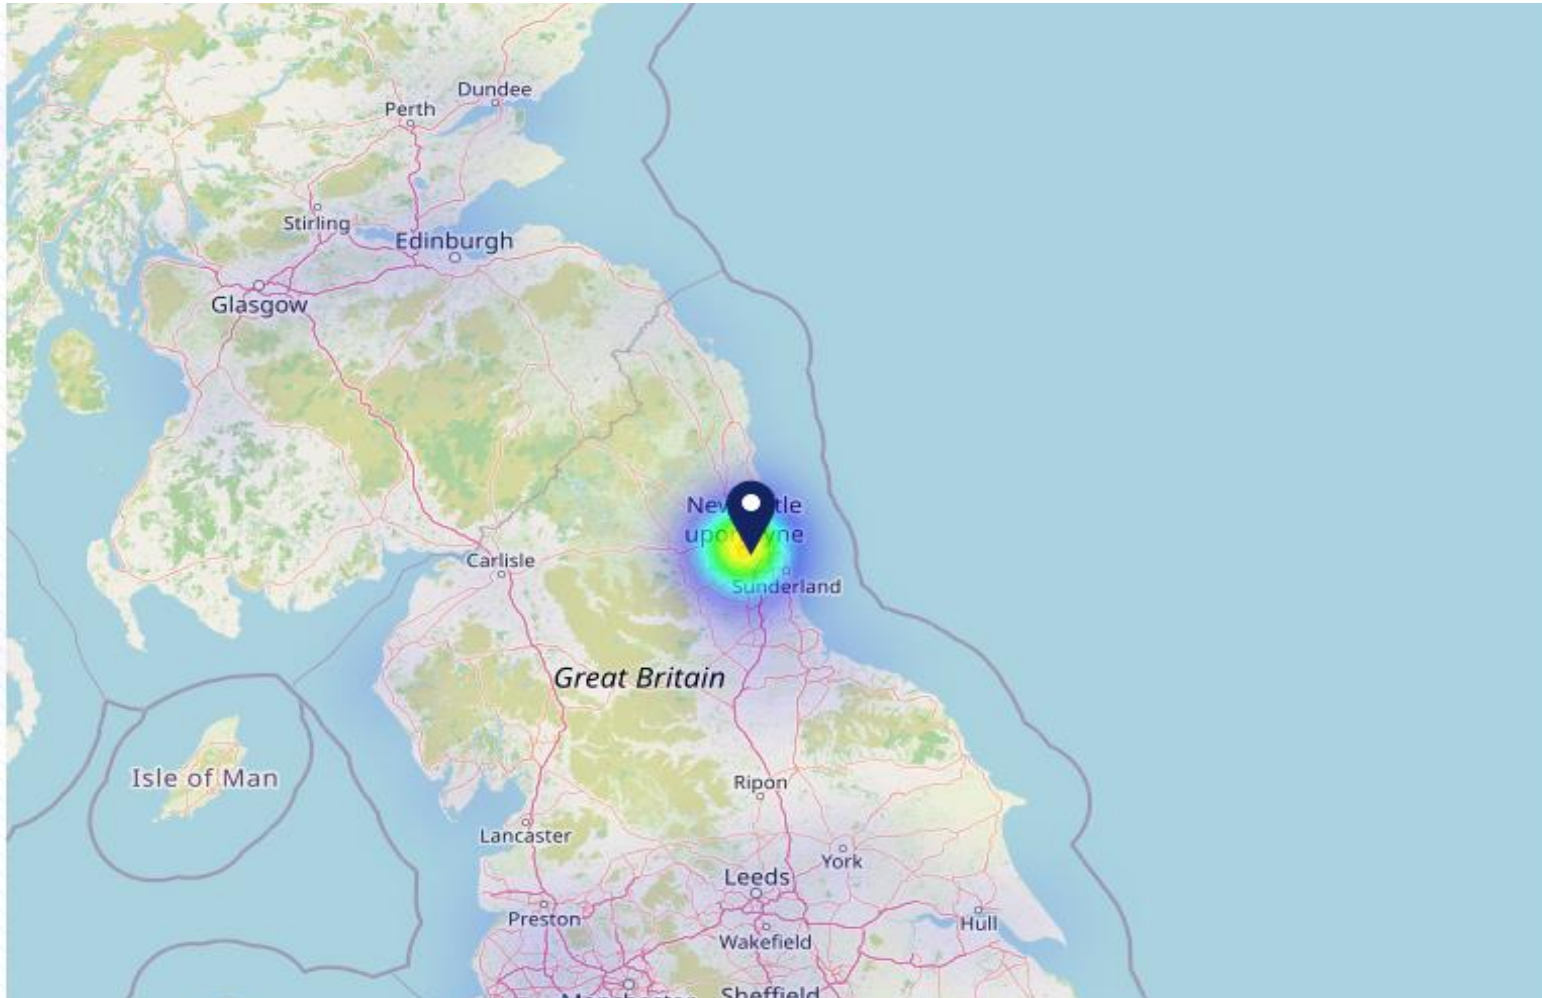 Dundee
Perth
Stirling
Edinburgh
Glasgow
Sunderland
Carlisle
Great Britain
Isle of Man
Ripon
Lancaster
York
Leeds
Preston
Hull
Wakefield